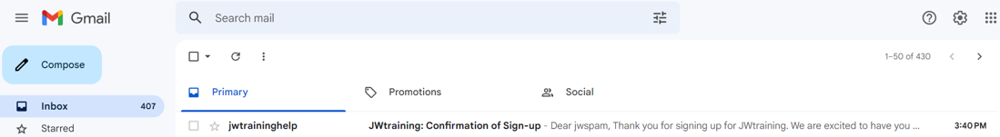 Gmail
Search mail
Compose
1–50 of 430
Primary
Promotions
Social
Inbox 407
Starred
jwtraininghelp JWtraining: Confirmation of Sign-up - Dear jwspam, Thank you for signing up for JWtraining. We are excited to have you ... 3:40 PM